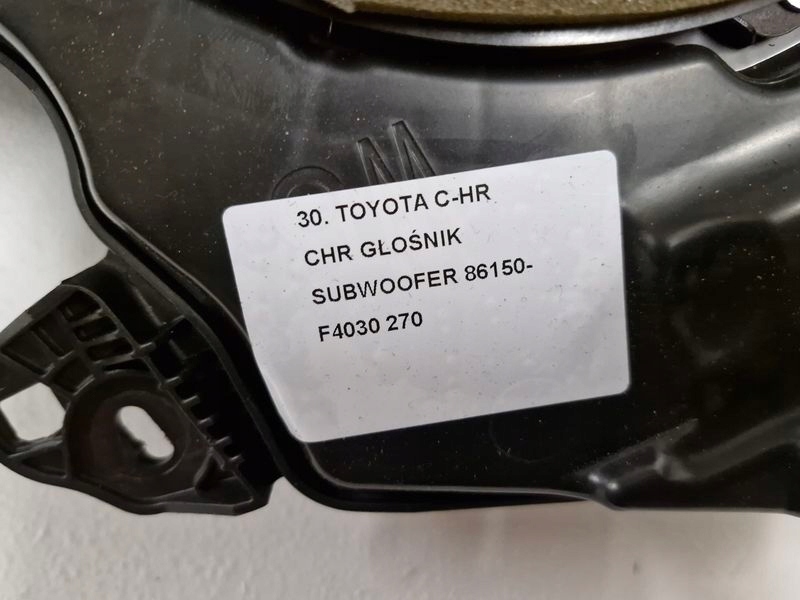 M
30. TOYOTA C-HR
CHR GŁOŚNIK
SUBWOOFER 86150-
F4030 270